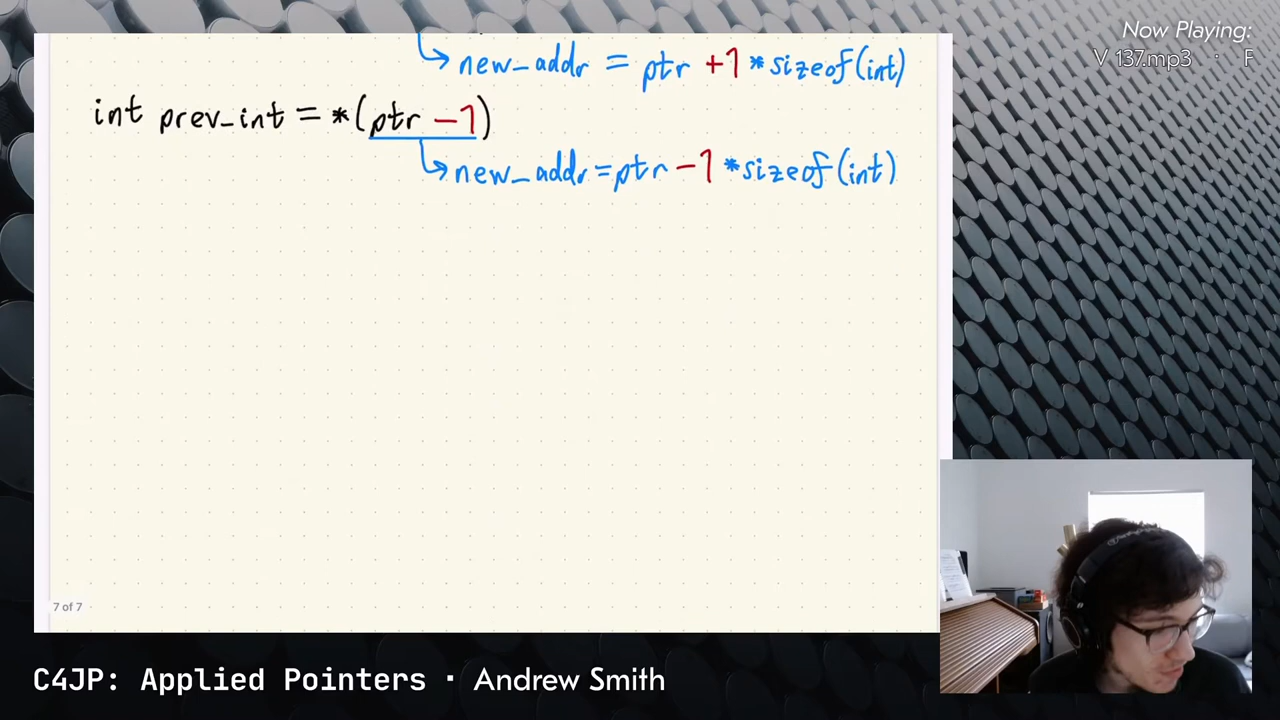 Now Playing:
V 137.mp3 · F
new_addr = ptr +1 * sizeof(int)
int prev_int = *(ptr -1)
new_addr = ptr -1 * sizeof(int)
7 of 7
C4JP: Applied Pointers · Andrew Smith